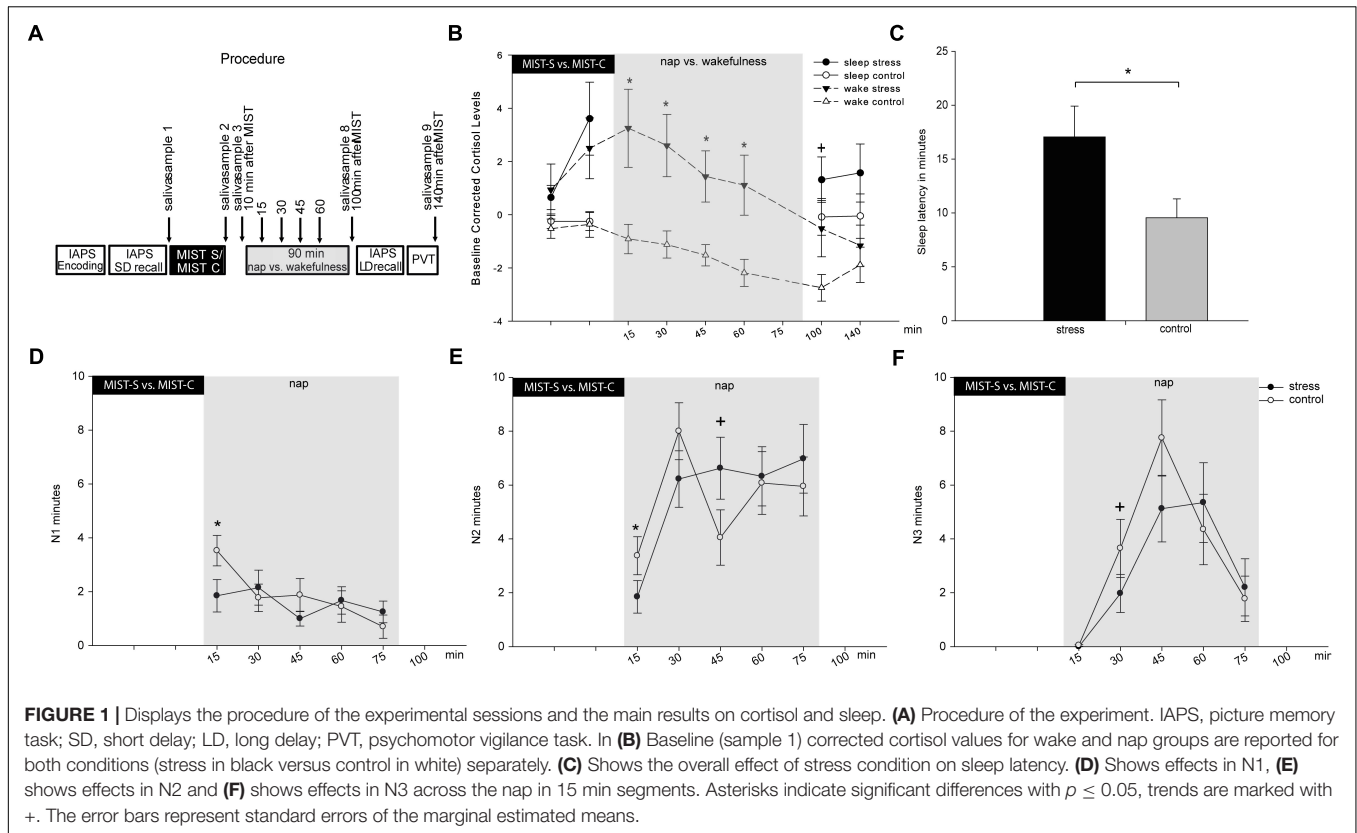 A
Procedure
salivasample 1
salivasample 2
salivasample 3
10 min after MIST
15
30
45
60
salivasample 8
100min afteMIST
salivasample 9
140min afteMIST
IAPS
Encoding
IAPS
SD recall
MIST S/
MIST C
90 min
nap vs. wakefulness
IAPS
LDrecall
PVT
B
MIST-S vs. MIST-C
nap vs. wakefulness
sleep stress
sleep control
wake stress
wake control
Baseline Corrected Cortisol Levels
6
4
2
0
-2
-4
* * * * +
15 30 45 60 75 100 140 min
C
Sleep latency in minutes
25
20
15
10
5
0
*
stress control
D
MIST-S vs. MIST-C
nap
N1 minutes
10
8
6
4
2
0
*
15 30 45 60 75 100 min
E
MIST-S vs. MIST-C
nap
N2 minutes
10
8
6
4
2
0
* +
15 30 45 60 75 100 min
F
MIST-S vs. MIST-C
nap
stress
control
N3 minutes
10
8
6
4
2
0
+
15 30 45 60 75 100 min
FIGURE 1 | Displays the procedure of the experimental sessions and the main results on cortisol and sleep. (A) Procedure of the experiment. IAPS, picture memory
task; SD, short delay; LD, long delay; PVT, psychomotor vigilance task. In (B) Baseline (sample 1) corrected cortisol values for wake and nap groups are reported for
both conditions (stress in black versus control in white) separately. (C) Shows the overall effect of stress condition on sleep latency. (D) Shows effects in N1, (E)
shows effects in N2 and (F) shows effects in N3 across the nap in 15 min segments. Asterisks indicate significant differences with p ≤ 0.05, trends are marked with
+. The error bars represent standard errors of the marginal estimated means.